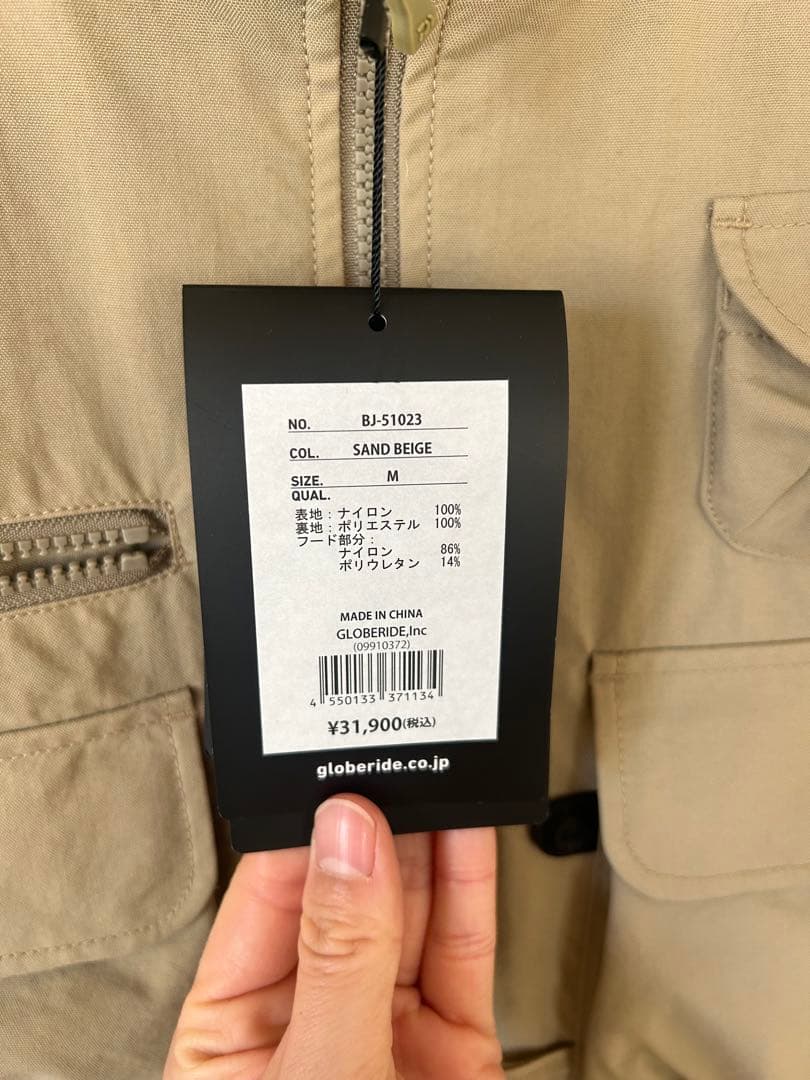 NO. BJ-51023
COL. SAND BEIGE
SIZE. M
QUAL.
表地：ナイロン 100%
裏地：ポリエステル 100%
フード部分：
ナイロン 86%
ポリウレタン 14%
MADE IN CHINA
GLOBERIDE,Inc
(09910372)
4 550133 371134
¥31,900(税込)
globeride.co.jp